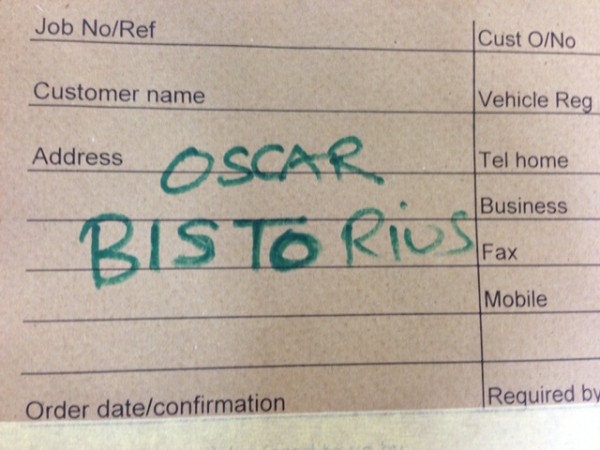 Job No/Ref
Cust O/No
Customer name
Vehicle Reg
Address
OSCAR
Tel home
BISTORiUS
Business
Fax
Mobile
Order date/confirmation
Required by